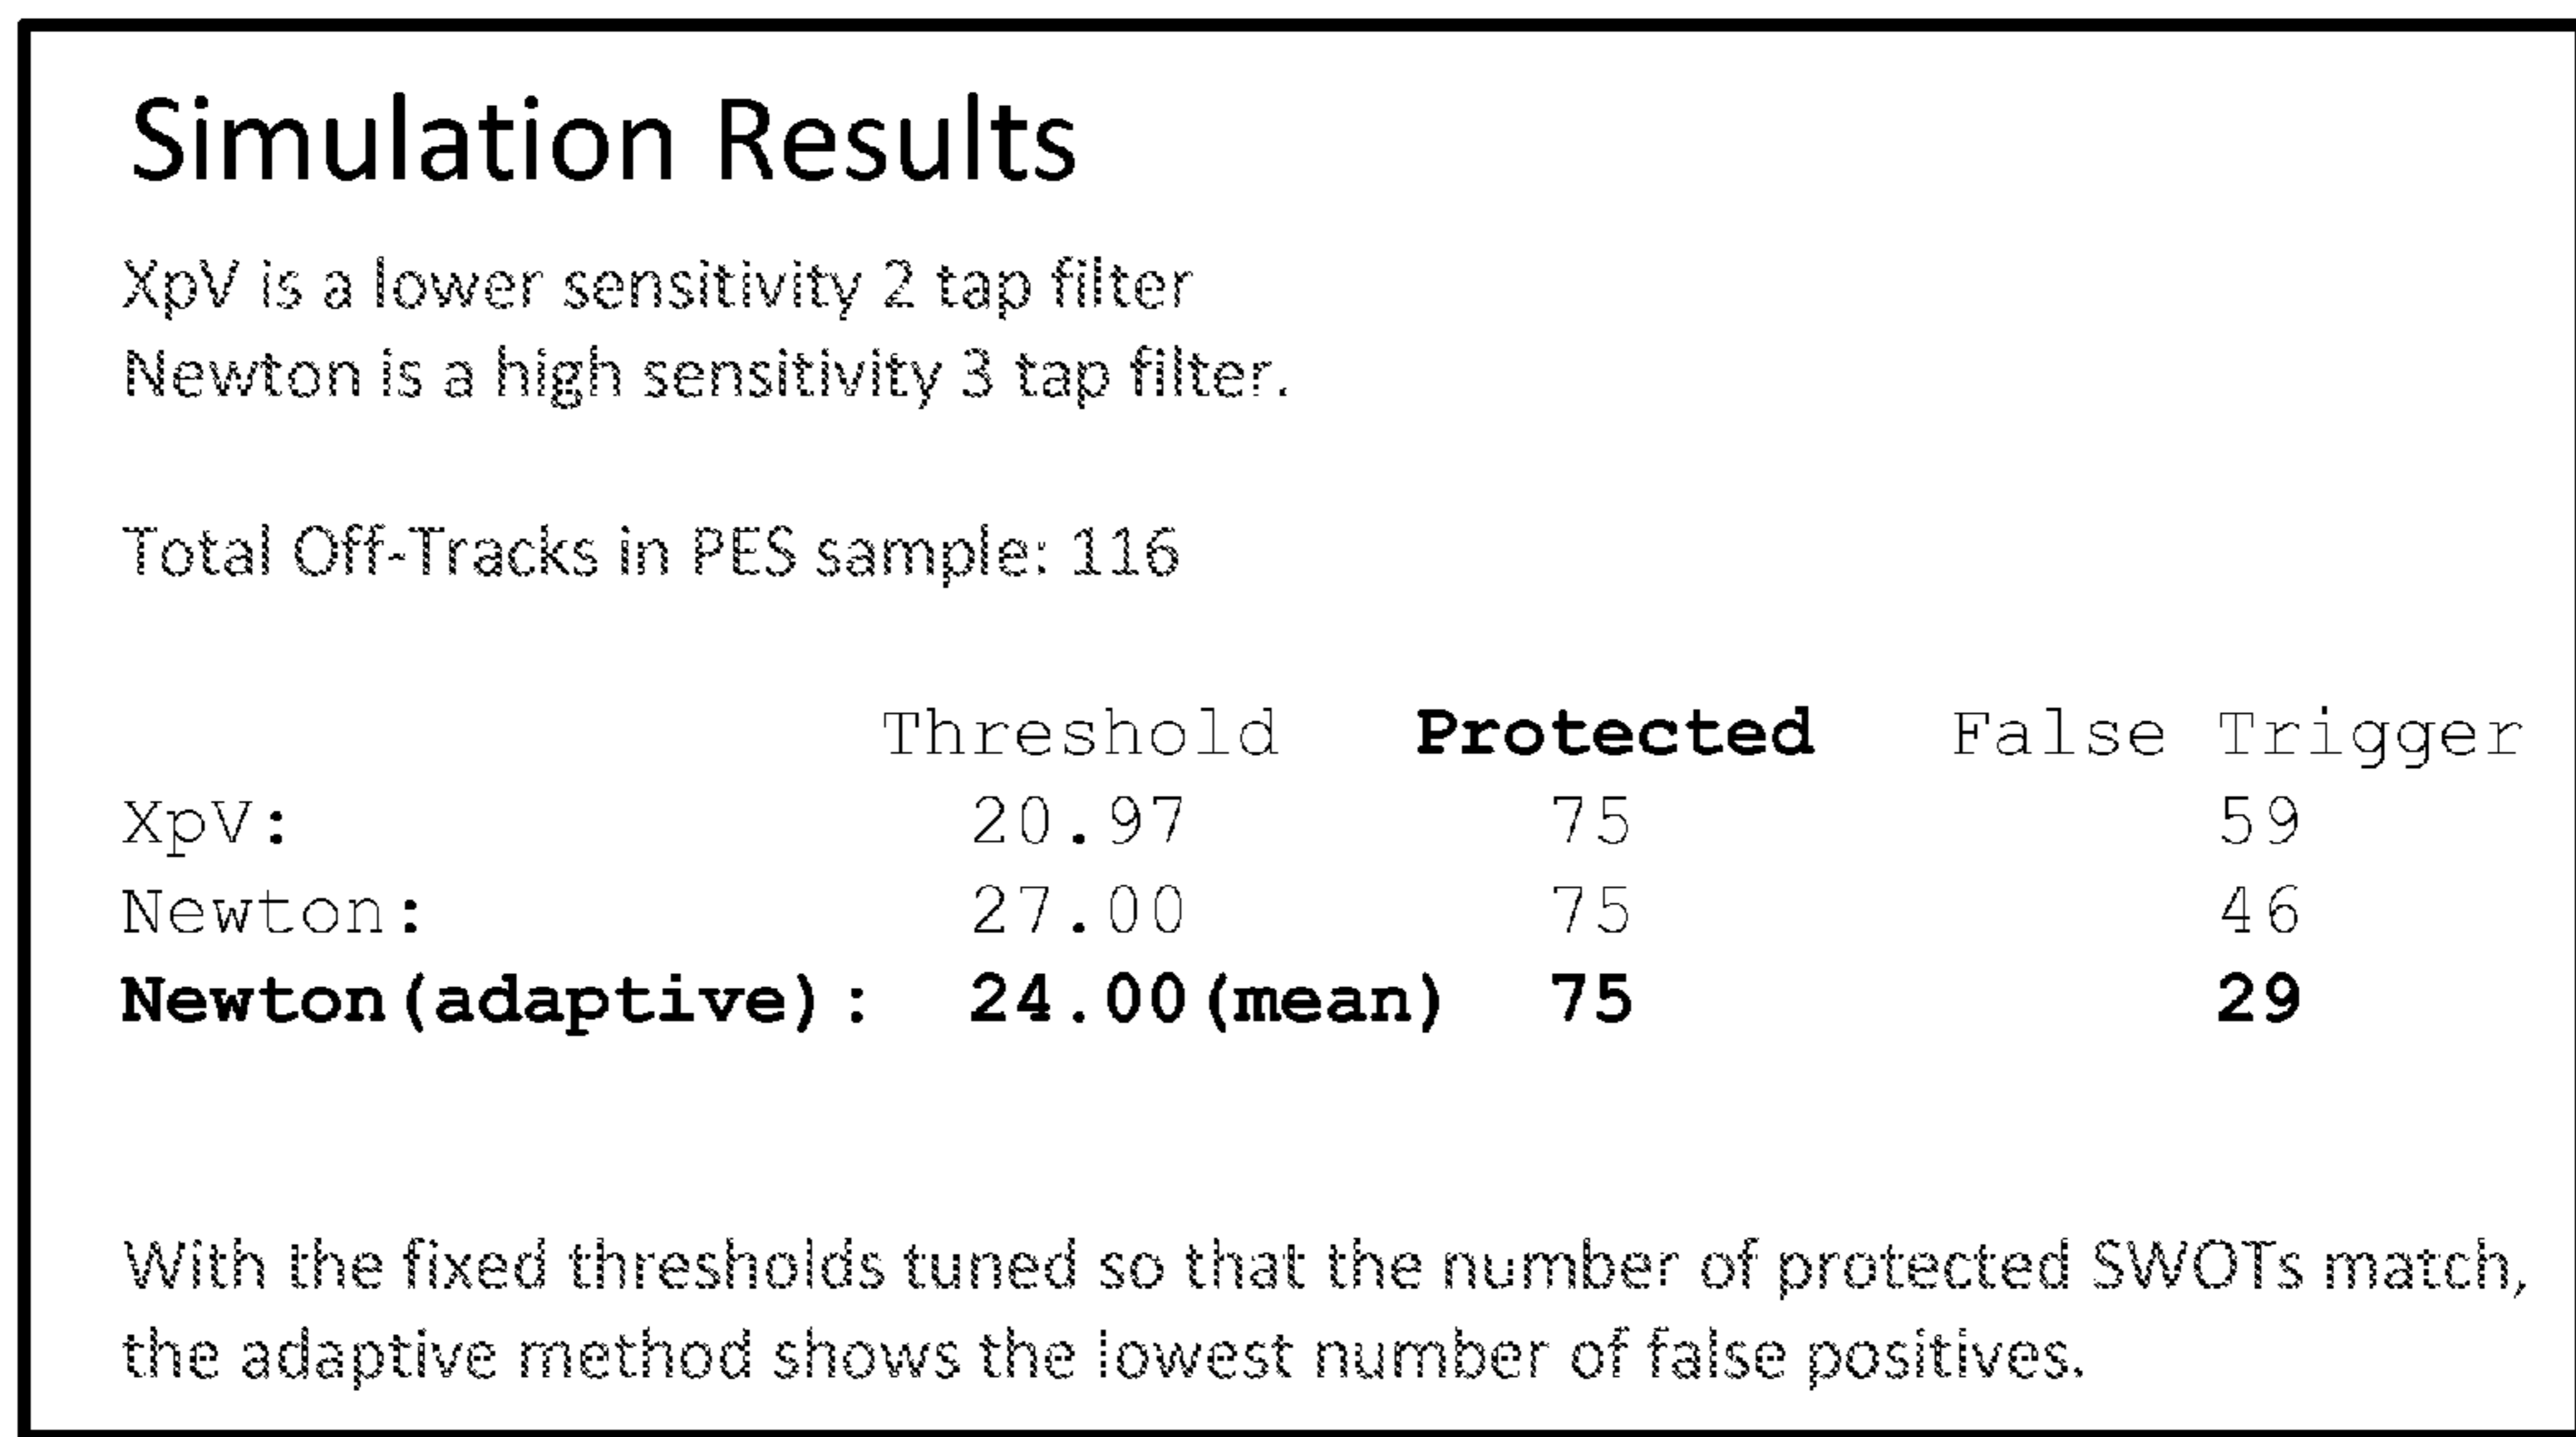 Simulation Results
XpV is a lower sensitivity 2 tap filter
Newton is a high sensitivity 3 tap filter.
Total Off-Tracks in PES sample: 116
Threshold Protected False Trigger
XpV: 20.97 75 59
Newton: 27.00 75 46
Newton(adaptive): 24.00(mean) 75 29
With the fixed thresholds tuned so that the number of protected SWOTs match,
the adaptive method shows the lowest number of false positives.